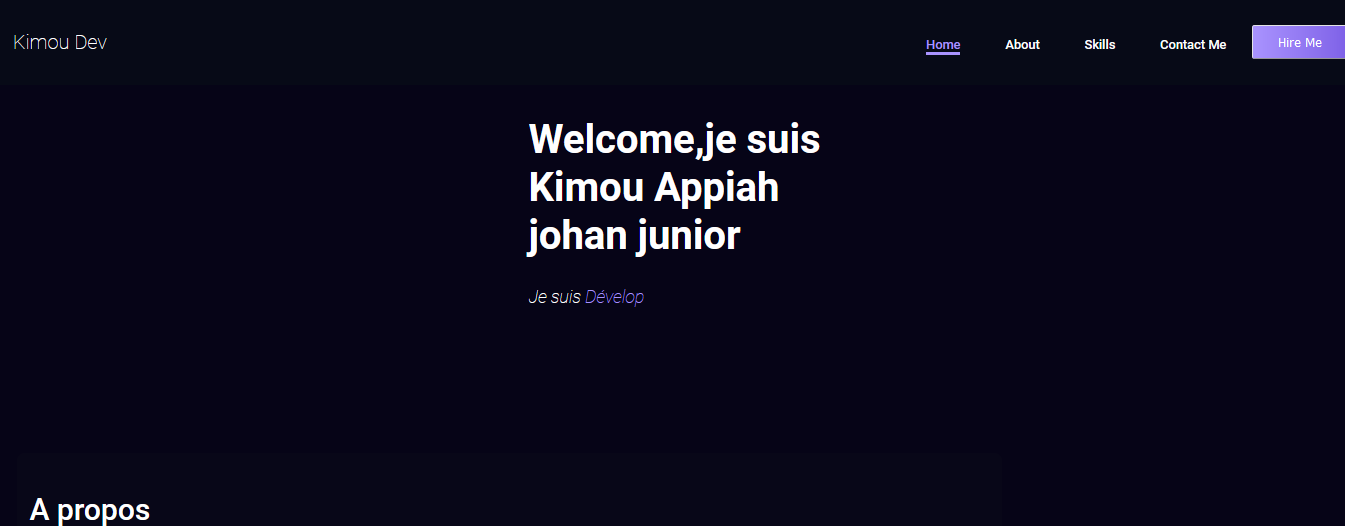 Kimou Dev
Home About Skills Contact Me Hire Me
Welcome,je suis
Kimou Appiah
johan junior
Je suis Dévelop
A propos